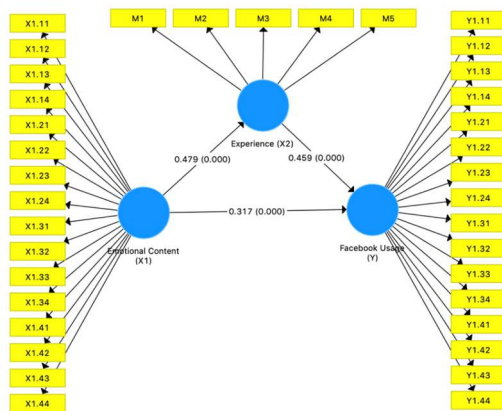 M1 M2 M3 M4 M5
X1.11
X1.12
X1.13
X1.14
X1.21
X1.22
X1.23
X1.24
X1.31
X1.32
X1.33
X1.34
X1.41
X1.42
X1.43
X1.44
Experience (X2)
0.479 (0.000)
0.459 (0.000)
0.317 (0.000)
Emotional Content
(X1)
Facebook Usage
(Y)
Y1.11
Y1.12
Y1.13
Y1.14
Y1.21
Y1.22
Y1.23
Y1.24
Y1.31
Y1.32
Y1.33
Y1.34
Y1.41
Y1.42
Y1.43
Y1.44